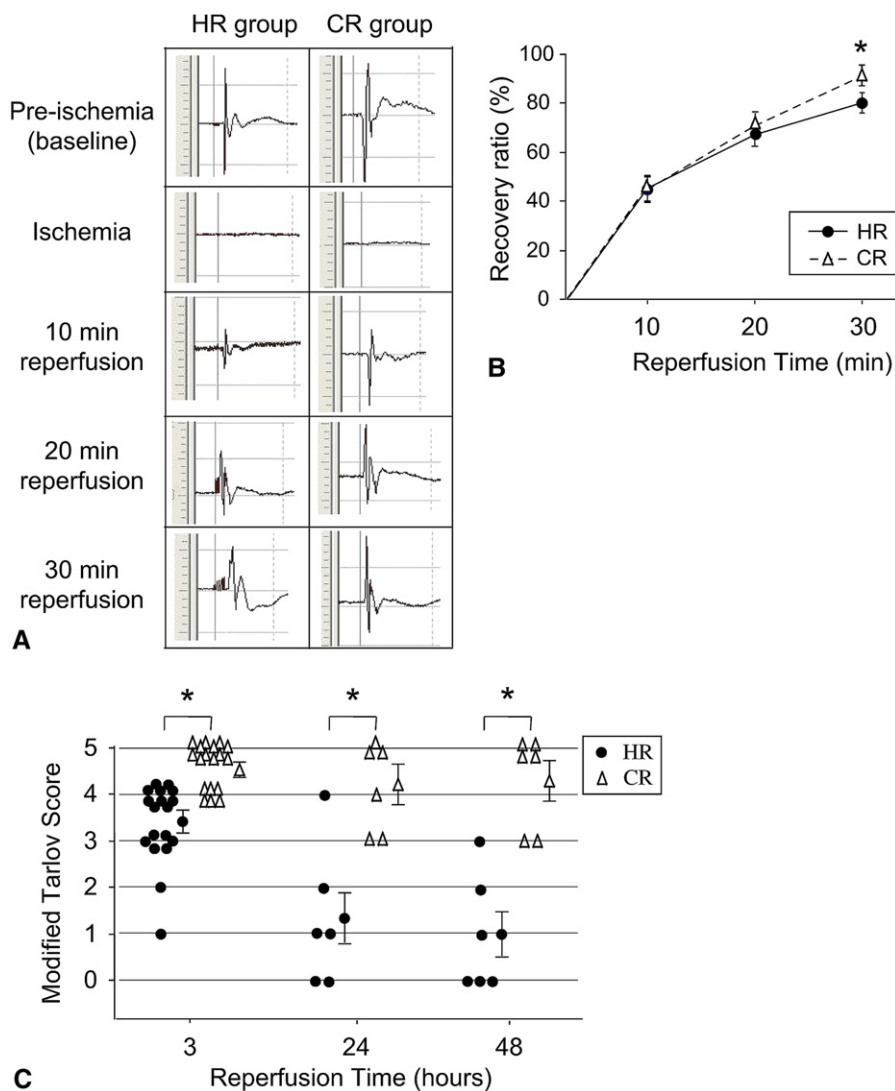 HR group CR group
Pre-ischemia
(baseline)
Ischemia
10 min
reperfusion
20 min
reperfusion
30 min
reperfusion
A
Recovery ratio (%)
100
80
60
40
20
0
*
HR
CR
10 20 30
Reperfusion Time (min)
B
Modified Tarlov Score
5
4
3
2
1
0
* * *
HR
CR
3 24 48
Reperfusion Time (hours)
C